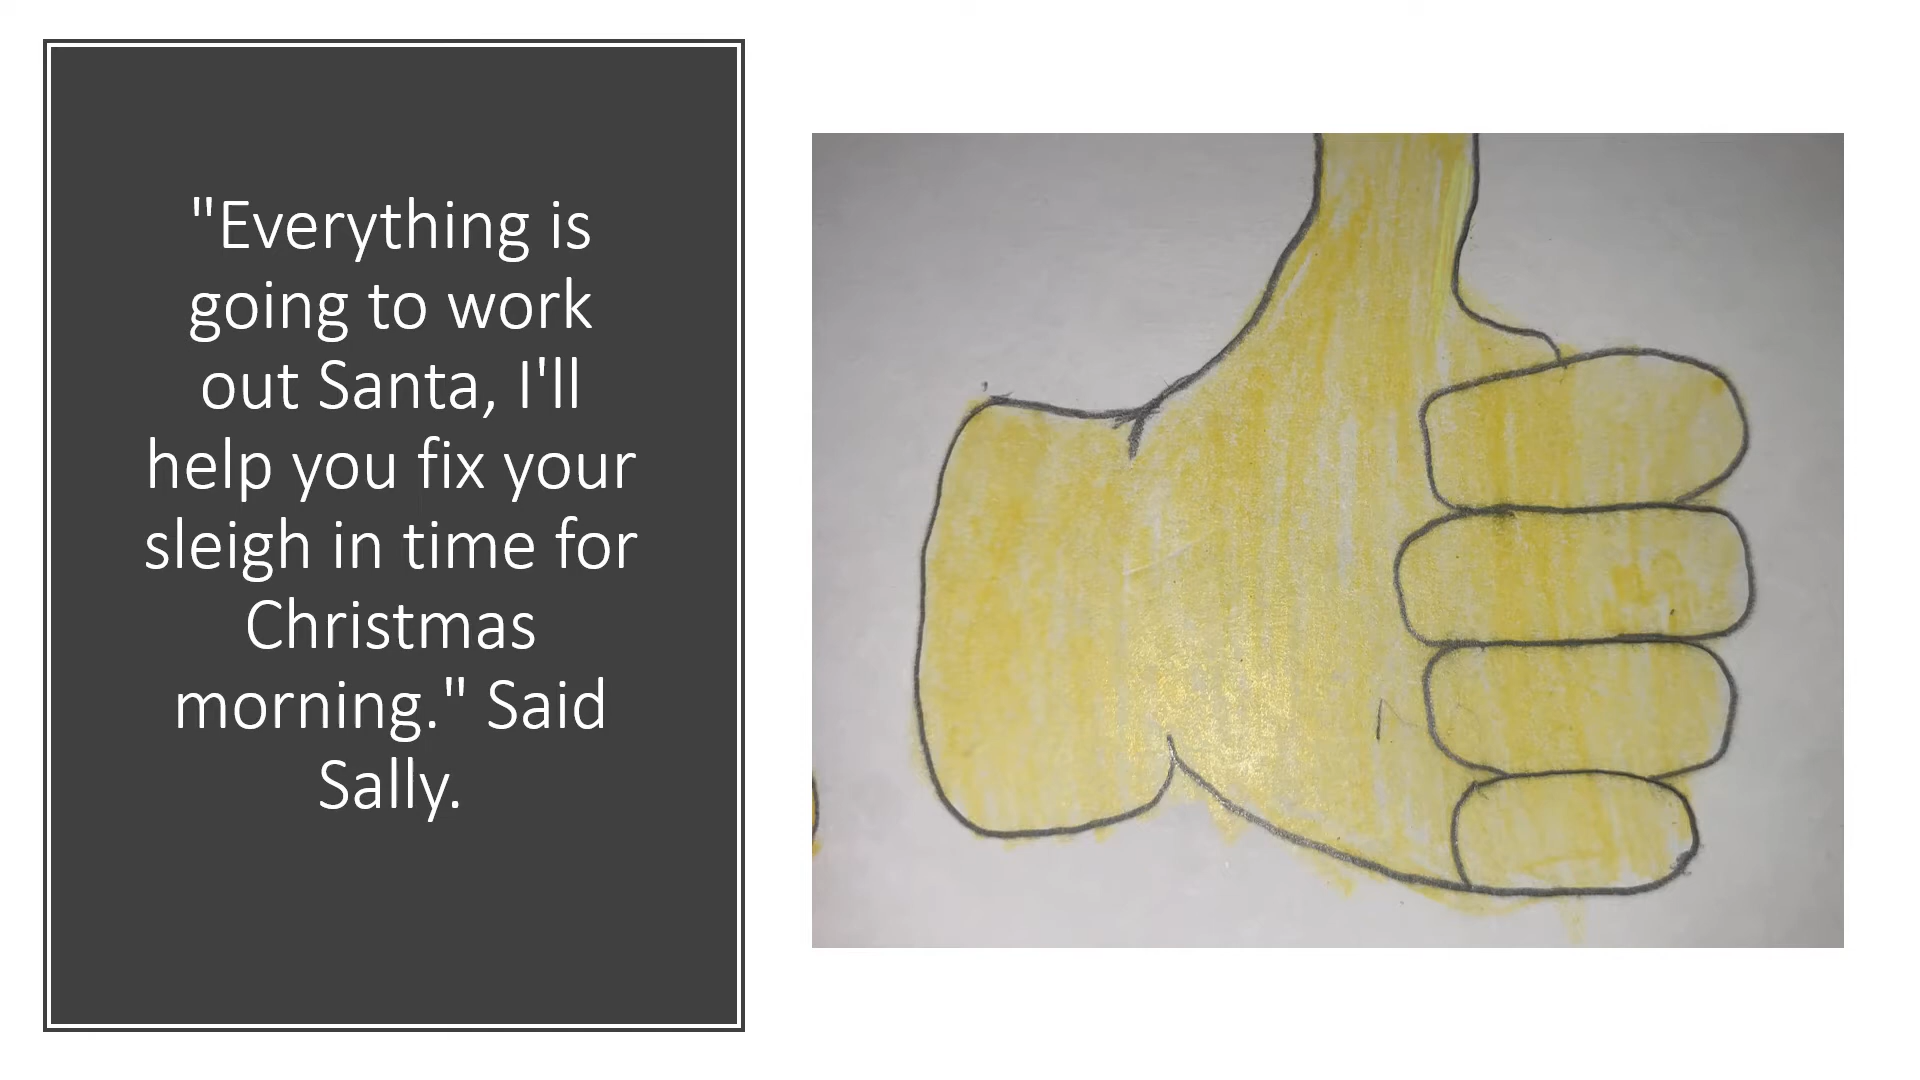 "Everything is
going to work
out Santa, I'll
help you fix your
sleigh in time for
Christmas
morning." Said
Sally.